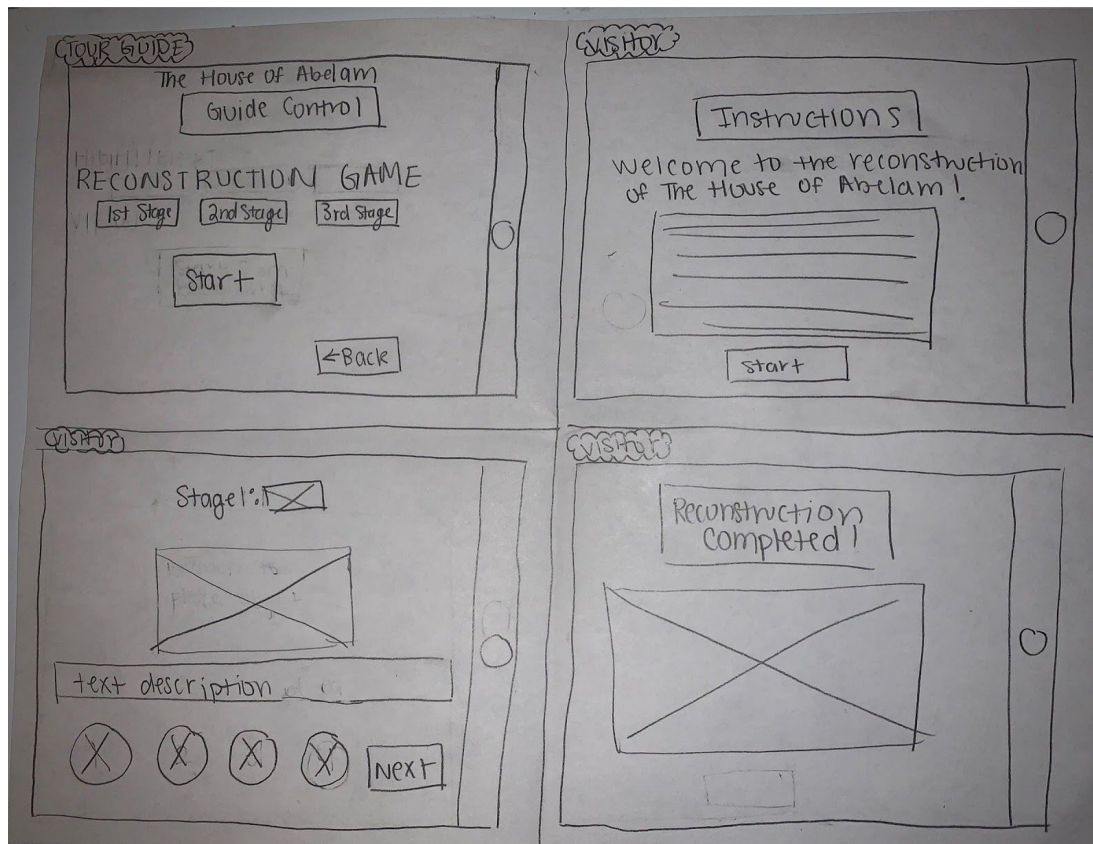 TOUR GUIDE
The House of Abelam
Guide Control
RECONSTRUCTION GAME
1st Stage
2nd Stage
3rd Stage
Start
←Back
VISITOR
Instructions
Welcome to the reconstruction
of The House of Abelam!
start
VISITOR
Stage 1:
text description
Next
VISITOR
Reconstruction
Completed!